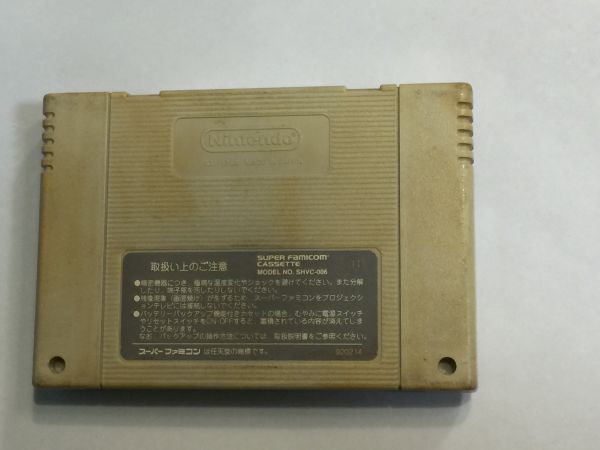 Nintendo
MADE IN JAPAN
取扱い上のご注意
SUPER Famicom
CASSETTE
MODEL NO. SHVC-006
11
●精密機器につき、極端な温度変化やショックを避けてください。また分解
したり、端子部を汚したりしないでください。
●残像現象（画面焼け）が生ずるため、スーパーファミコンをプロジェクシ
ョンテレビには接続しないでください。
●バッテリーバックアップ機能付きカセットの場合、むやみに電源スイッチ
やリセットスイッチをON-OFFすると、蓄積されている内容が消えてしま
うことがあります。
なお、バックアップの操作方法については、取扱説明書をご参照ください。
スーパーファミコン は任天堂の商標です。
920214